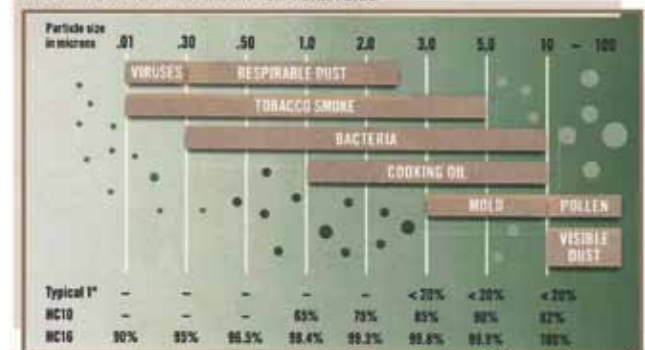 Particle size
in microns .01 .30 .50 1.0 2.0 3.0 5.0 10 – 100
VIRUSES RESPIRABLE DUST
TOBACCO SMOKE
BACTERIA
COOKING OIL
MOLD POLLEN
VISIBLE
DUST
Typical 1" – – – – – < 20% < 20% < 20%
HC10 – – – 65% 75% 85% 90% 92%
HC16 90% 95% 96.5% 98.4% 99.3% 99.8% 99.9% 100%